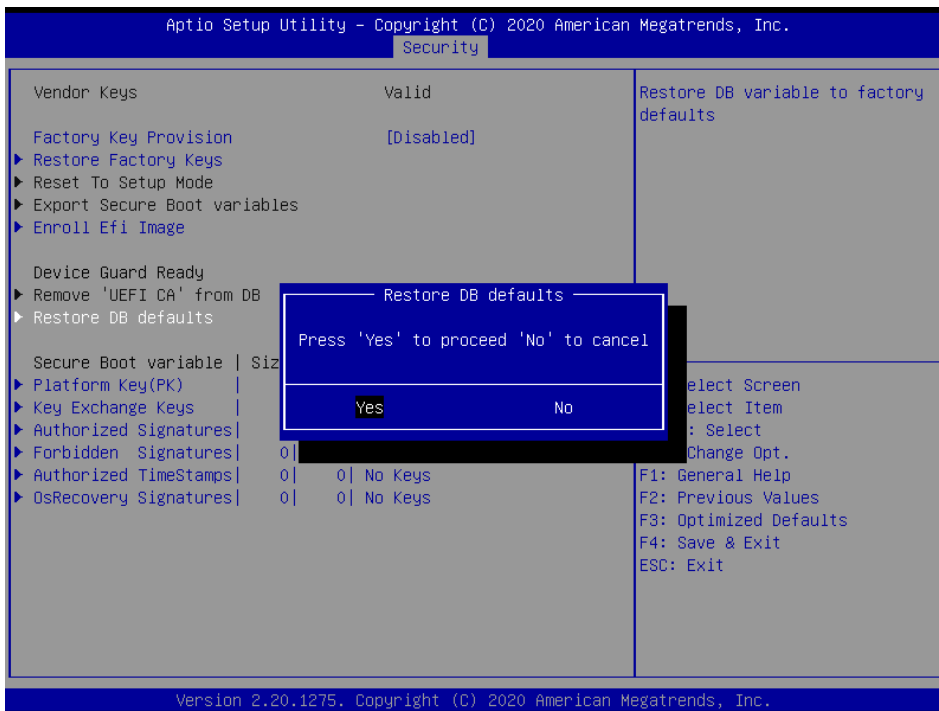 Aptio Setup Utility – Copyright (C) 2020 American Megatrends, Inc.
Security
Vendor Keys Valid
Factory Key Provision [Disabled]
Restore Factory Keys
Reset To Setup Mode
Export Secure Boot variables
Enroll Efi Image
Device Guard Ready
Remove 'UEFI CA' from DB
Restore DB defaults
Secure Boot variable | Siz
Platform Key(PK) |
Key Exchange Keys |
Authorized Signatures|
Forbidden Signatures| 0|
Authorized TimeStamps| 0| 0| No Keys
OsRecovery Signatures| 0| 0| No Keys
Restore DB defaults
Press 'Yes' to proceed 'No' to cancel
Yes No
Restore DB variable to factory
defaults
elect Screen
elect Item
: Select
Change Opt.
F1: General Help
F2: Previous Values
F3: Optimized Defaults
F4: Save & Exit
ESC: Exit
Version 2.20.1275. Copyright (C) 2020 American Megatrends, Inc.